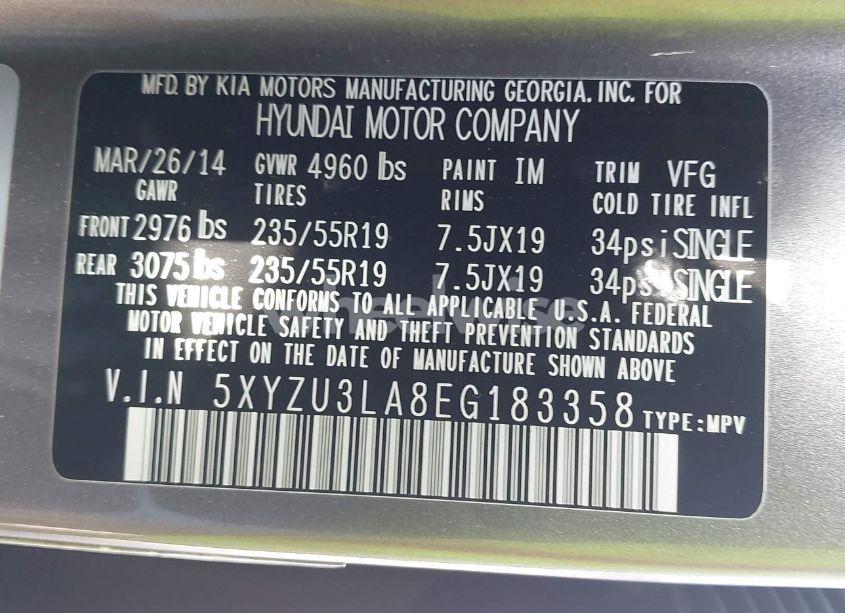 MFD. BY KIA MOTORS MANUFACTURING GEORGIA, INC. FOR
HYUNDAI MOTOR COMPANY
MAR/26/14 GVWR 4960 lbs PAINT IM TRIM VFG
GAWR TIRES RIMS COLD TIRE INFL
FRONT 2976 lbs 235/55R19 7.5JX19 34psi SINGLE
REAR 3075 lbs 235/55R19 7.5JX19 34psi SINGLE
THIS VEHICLE CONFORMS TO ALL APPLICABLE U.S.A. FEDERAL
MOTOR VEHICLE SAFETY AND THEFT PREVENTION STANDARDS
IN EFFECT ON THE DATE OF MANUFACTURE SHOWN ABOVE
V.I.N 5XYZU3LA8EG183358 TYPE:MPV